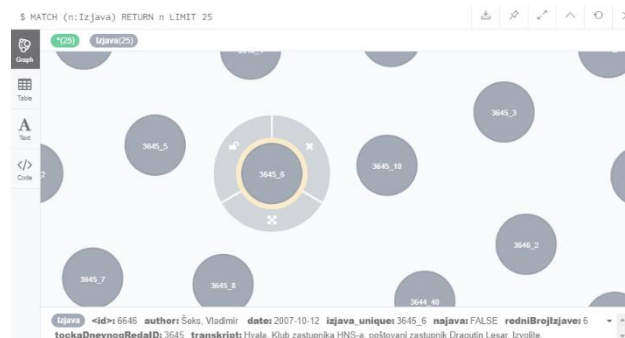 $ MATCH (n:Izjava) RETURN n LIMIT 25
*(25) Izjava(25)
Graph
Table
Text
Code
3645_3
3645_5
3645_6
3645_10
3646_2
3645_7
3645_8
3644_40
Izjava <id>: 6646 author: Šeks, Vladimir date: 2007-10-12 izjava_unique: 3645_6 najava: FALSE redniBrojIzjave: 6
tockaDnevnogRedaID: 3645 transkript: Hvala. Klub zastupnika HNS-a, poštovani zastupnik Dragutin Lesar. Izvolite.